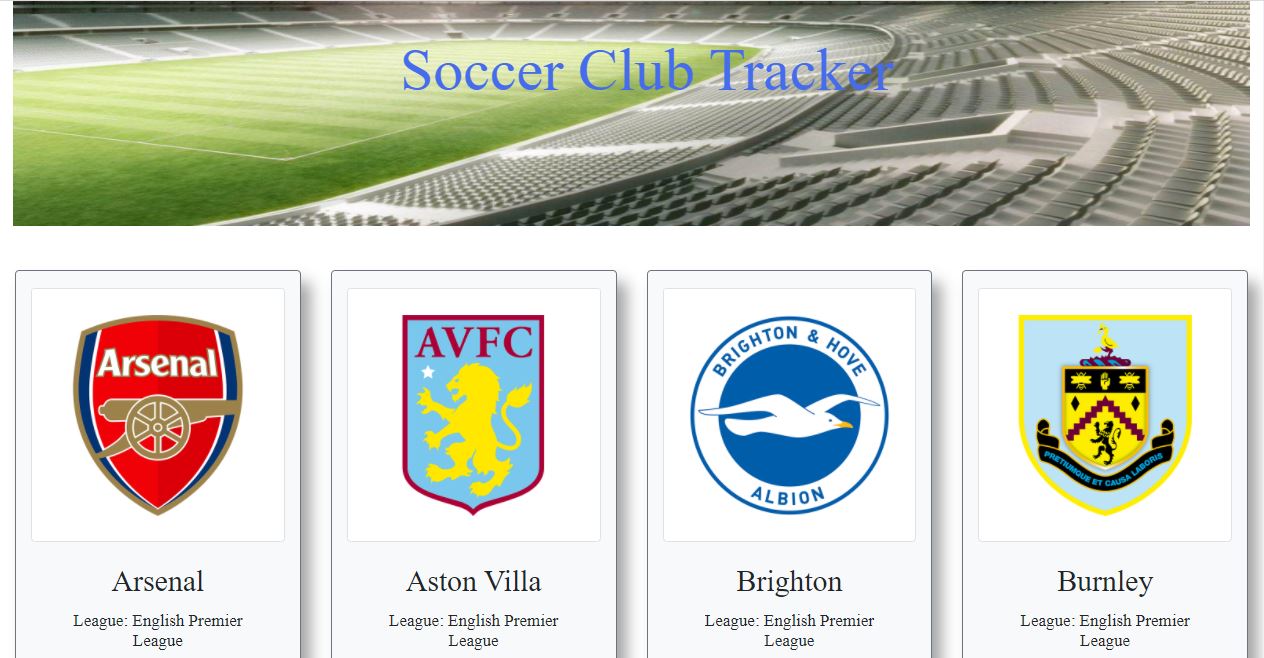 Soccer Club Tracker
Arsenal
AVFC
BRIGHTON & HOVE
ALBION
PRETIUMQUE ET CAUSA LABORIS
Arsenal
Aston Villa
Brighton
Burnley
League: English Premier
League
League: English Premier
League
League: English Premier
League
League: English Premier
League